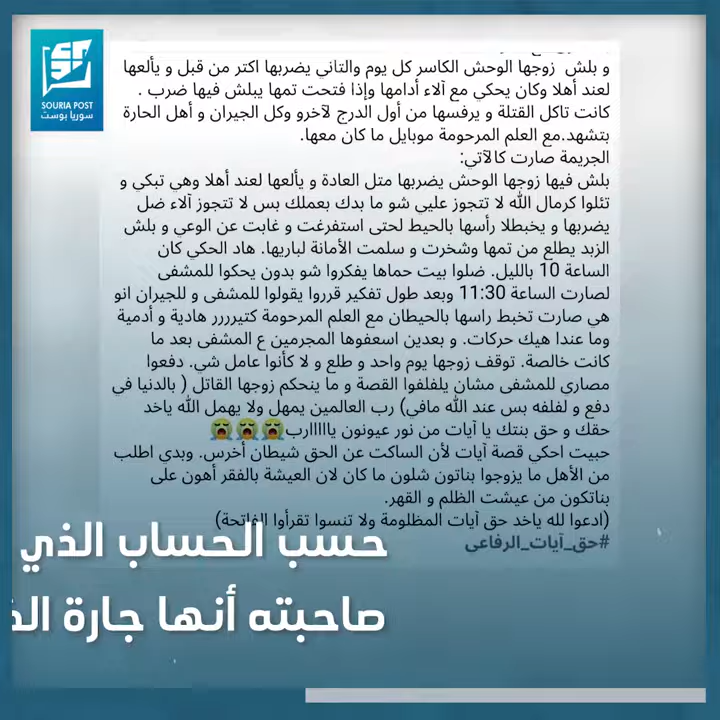 SOURIA POST
سوريا بوست
و بلش زوجها الوحش الكاسر كل يوم والتاني يضربها اكتر من قبل و يألعها
لعند أهلا وكان يحكي مع آلاء أدامها وإذا فتحت تمها يبلش فيها ضرب .
كانت تاكل القتلة و يرفسها من أول الدرج لآخرو وكل الجيران و أهل الحارة
بتشهد.مع العلم المرحومة موبايل ما كان معها.
الجريمة صارت كالآتي:
بلش فيها زوجها الوحش يضربها متل العادة و يألعها لعند أهلا وهي تبكي و
تئلوا كرمال الله لا تتجوز عليي شو ما بدك بعملك بس لا تتجوز آلاء ضل
يضربها و يخبطلا رأسها بالحيط لحتى استفرغت و غابت عن الوعي و بلش
الزبد يطلع من تمها وشخرت و سلمت الأمانة لباريها. هاد الحكي كان
الساعة 10 بالليل. ضلوا بيت حماها يفكروا شو بدون يحكوا للمشفى
لصارت الساعة 11:30 وبعد طول تفكير قرروا يقولوا للمشفى و للجيران انو
هي صارت تخبط راسها بالحيطان مع العلم المرحومة كتيررر هادية و أدمية
وما عندا هيك حركات. و بعدين اسعفوها المجرمين ع المشفى بعد ما
كانت خالصة. توقف زوجها يوم واحد و طلع و لا كأنوا عامل شي. دفعوا
مصاري للمشفى مشان يلفلفوا القصة و ما ينحكم زوجها القاتل ( بالدنيا في
دفع و لفلفه بس عند الله مافي) رب العالمين يمهل ولا يهمل الله ياخد
حقك و حق بنتك يا آيات من نور عيونون يااااارب😭😭😭
حبيت احكي قصة آيات لأن الساكت عن الحق شيطان أخرس. وبدي اطلب
من الأهل ما يزوجوا بناتون شلون ما كان لان العيشة بالفقر أهون على
بناتكون من عيشت الظلم و القهر.
(ادعوا لله ياخد حق آيات المظلومة ولا تنسوا تقرأوا الفاتحة)
#حق_آيات_الرفاعي
حسب الحساب الذي
صاحبته أنها جارة